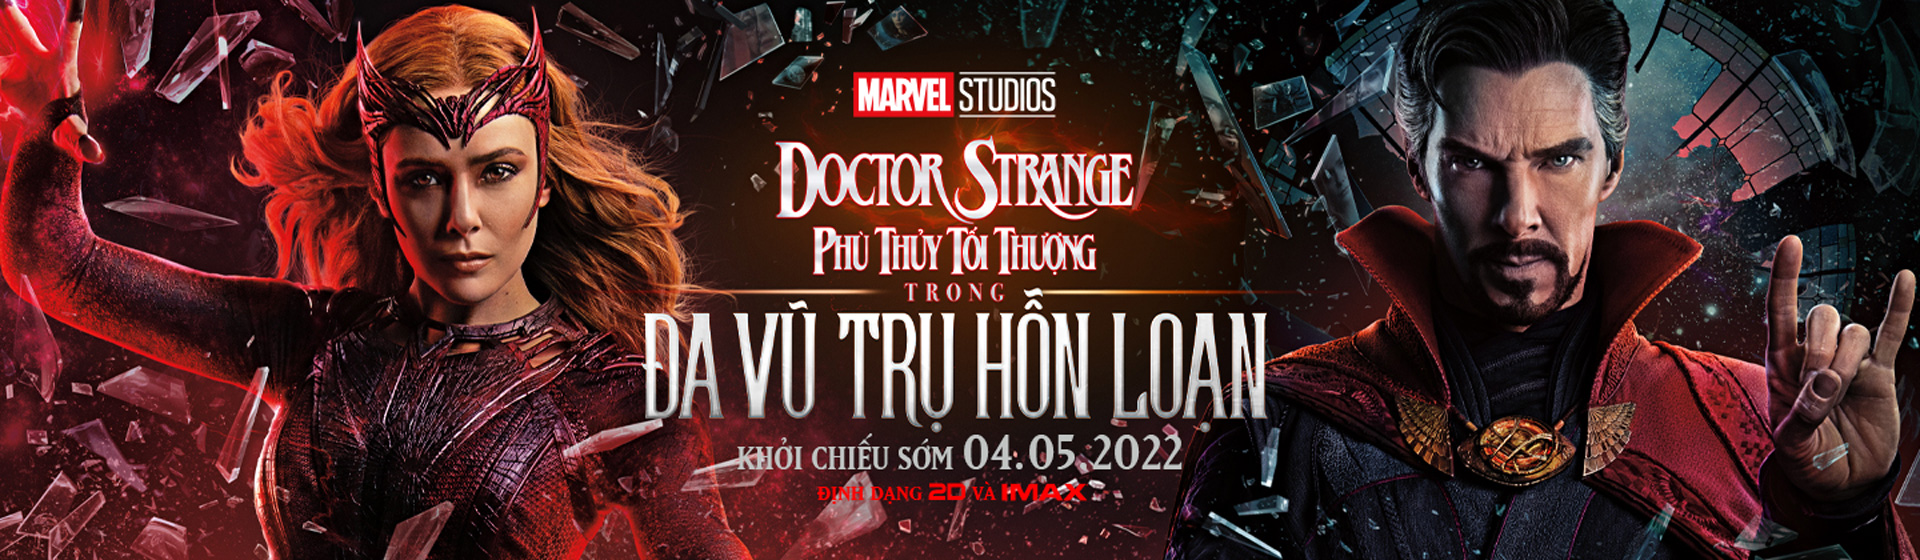 MARVEL STUDIOS
DOCTOR STRANGE
PHÙ THỦY TỐI THƯỢNG
TRONG
ĐA VŨ TRỤ HỖN LOẠN
KHỞI CHIẾU SỚM 04.05.2022
ĐỊNH DẠNG 2D VÀ IMAX